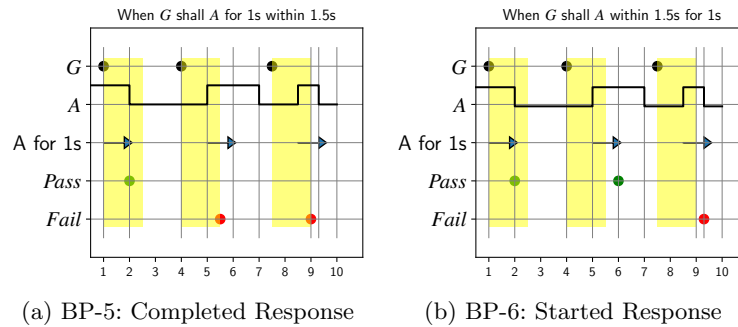 When G shall A for 1s within 1.5s
G
A
A for 1s
Pass
Fail
1 2 3 4 5 6 7 8 9 10
(a) BP-5: Completed Response
When G shall A within 1.5s for 1s
G
A
A for 1s
Pass
Fail
1 2 3 4 5 6 7 8 9 10
(b) BP-6: Started Response